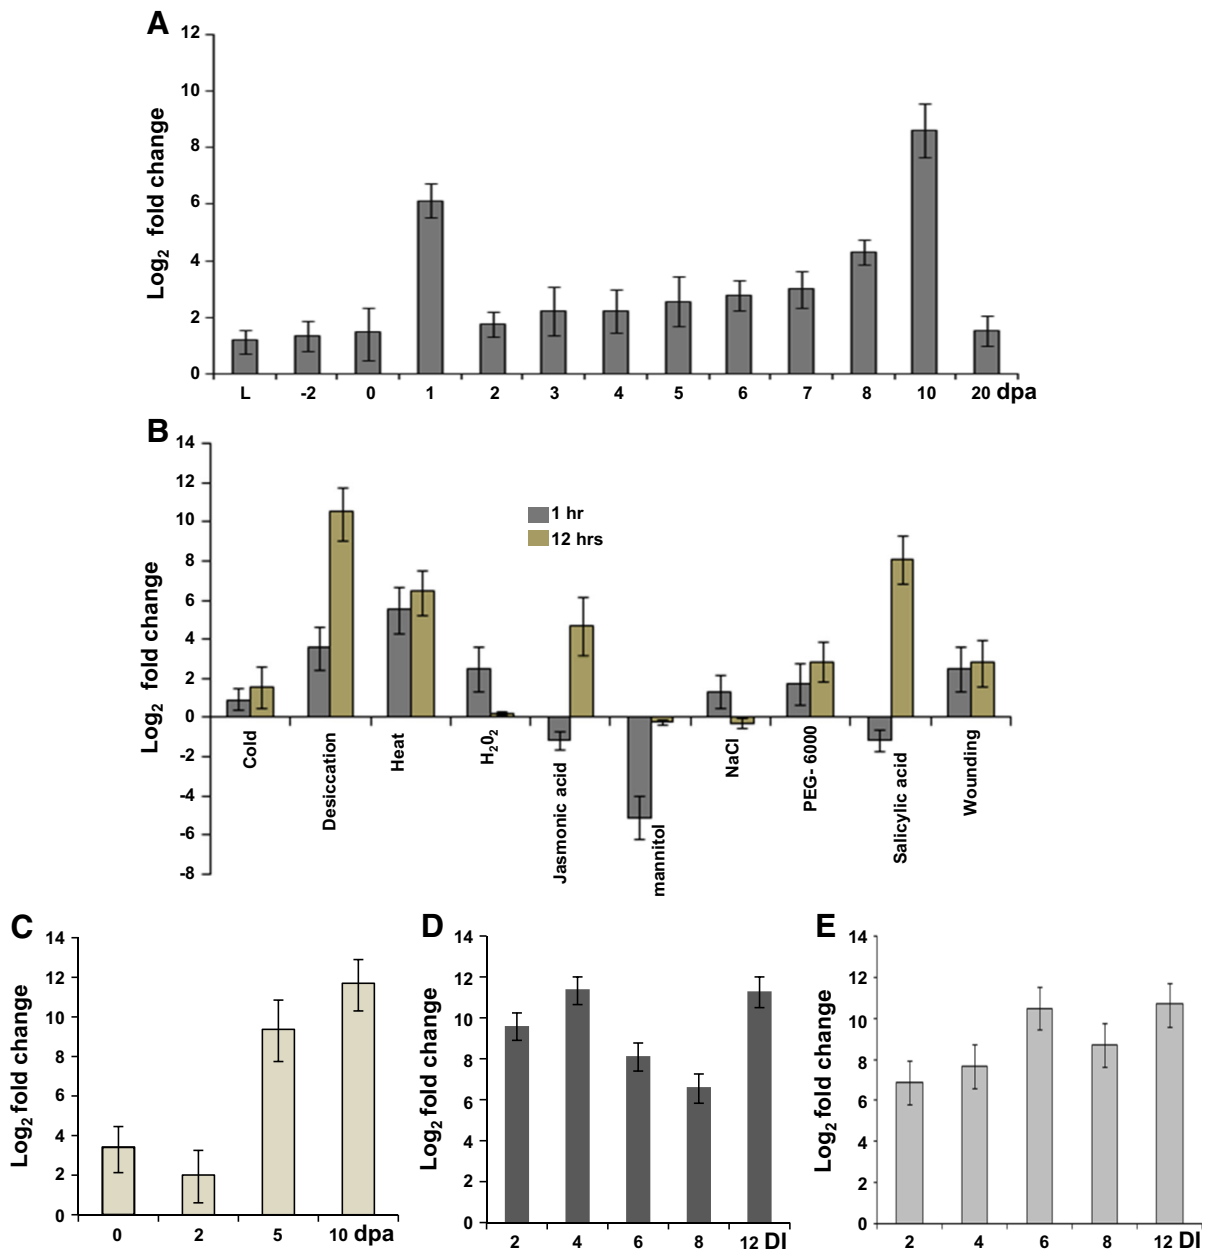 A
Log2 fold change
12
10
8
6
4
2
0
L -2 0 1 2 3 4 5 6 7 8 10 20 dpa
B
Log2 fold change
14
12
10
8
6
4
2
0
-2
-4
-6
-8
1 hr
12 hrs
Cold
Desiccation
Heat
H2O2
Jasmonic acid
mannitol
NaCl
PEG- 6000
Salicylic acid
Wounding
C
Log2 fold change
14
12
10
8
6
4
2
0
0 2 5 10 dpa
D
Log2 fold change
14
12
10
8
6
4
2
0
2 4 6 8 12 DI
E
Log2 fold change
14
12
10
8
6
4
2
0
2 4 6 8 12 DI